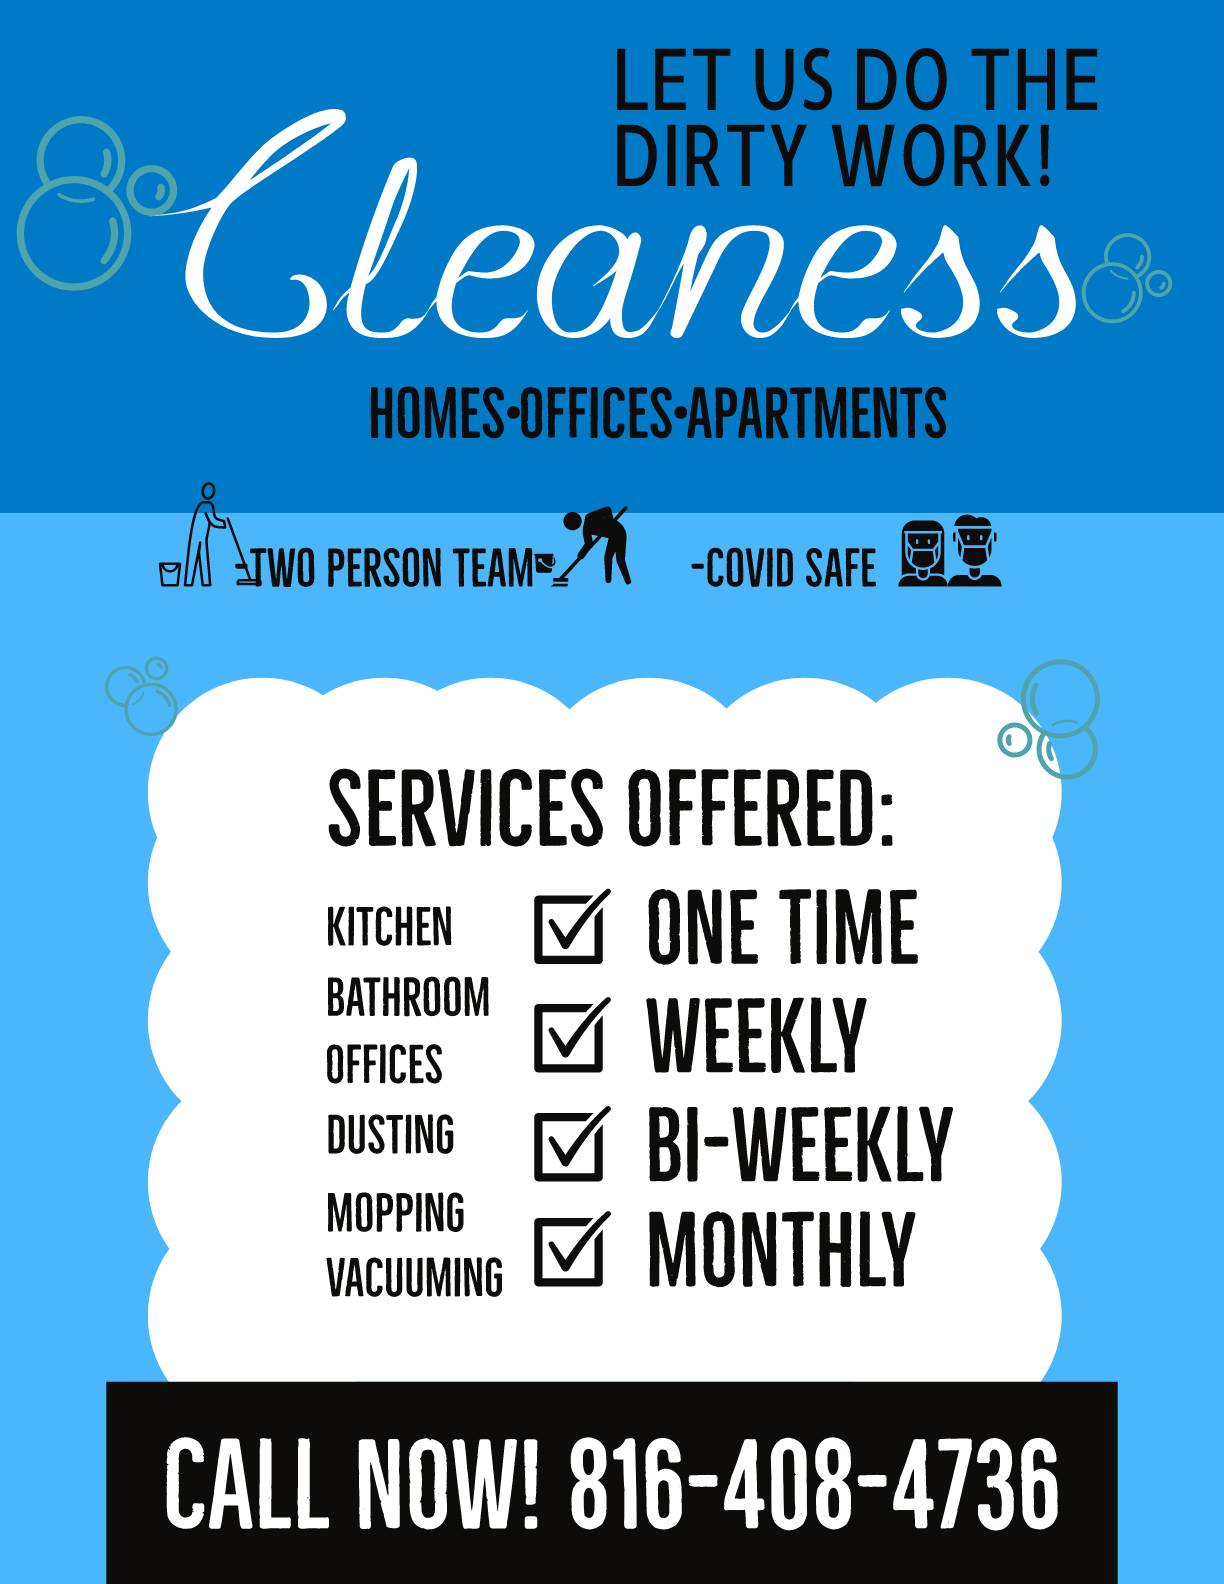 LET US DO THE
DIRTY WORK!
Cleaness
HOMES•OFFICES•APARTMENTS
-TWO PERSON TEAM
-COVID SAFE
SERVICES OFFERED:
KITCHEN
BATHROOM
OFFICES
DUSTING
MOPPING
VACUUMING
ONE TIME
WEEKLY
BI-WEEKLY
MONTHLY
CALL NOW! 816-408-4736